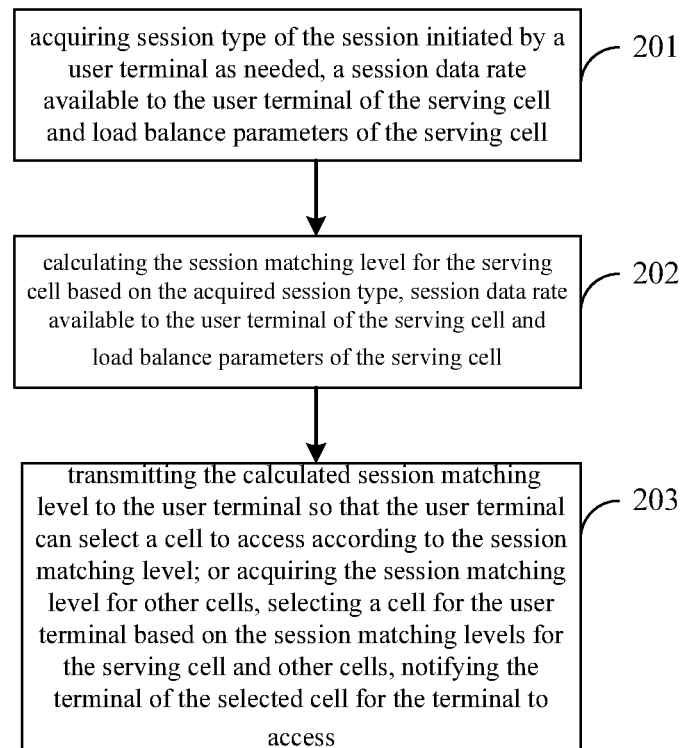 acquiring session type of the session initiated by a
user terminal as needed, a session data rate
available to the user terminal of the serving cell
and load balance parameters of the serving cell
201
calculating the session matching level for the serving
cell based on the acquired session type, session data rate
available to the user terminal of the serving cell and
load balance parameters of the serving cell
202
transmitting the calculated session matching
level to the user terminal so that the user terminal
can select a cell to access according to the session
matching level; or acquiring the session matching
level for other cells, selecting a cell for the user
terminal based on the session matching levels for
the serving cell and other cells, notifying the
terminal of the selected cell for the terminal to
access
203